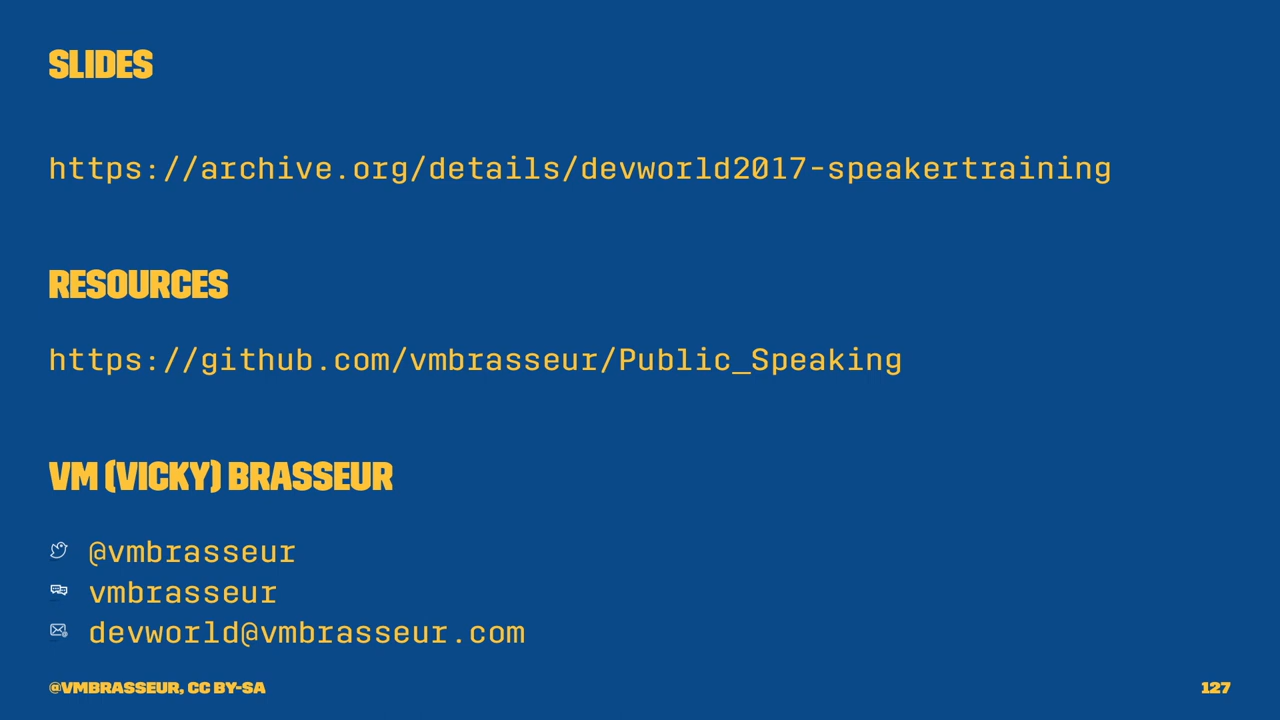 SLIDES
https://archive.org/details/devworld2017-speakertraining
RESOURCES
https://github.com/vmbrasseur/Public_Speaking
VM (VICKY) BRASSEUR
@vmbrasseur
vmbrasseur
devworld@vmbrasseur.com
@VMBRASSEUR, CC BY-SA
127